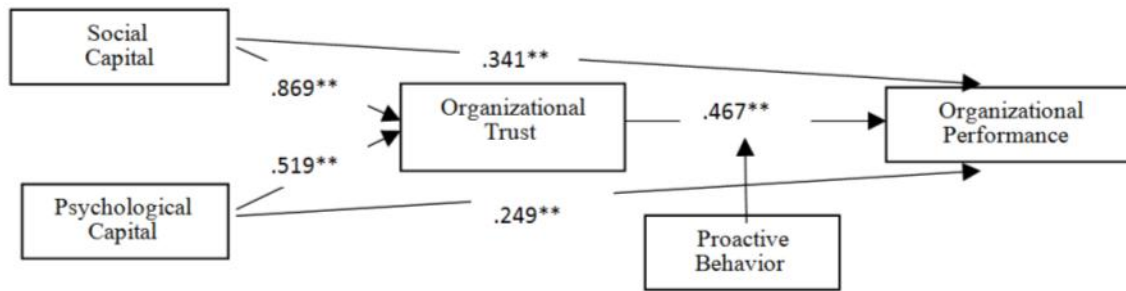 Social
Capital
.341**
.869**
Organizational
Trust
.467**
Organizational
Performance
.519**
Psychological
Capital
.249**
Proactive
Behavior